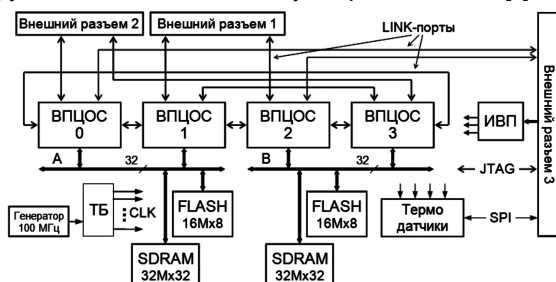 Внешний разъем 2
Внешний разъем 1
LINK-порты
Внешний разъем 3
ВПЦОС
0
ВПЦОС
1
ВПЦОС
2
ВПЦОС
3
ИВП
A
32
B
32
JTAG
Генератор
100 МГц
ТБ
CLK
FLASH
16Mx8
FLASH
16Mx8
Термо
датчики
SPI
SDRAM
32Mx32
SDRAM
32Mx32